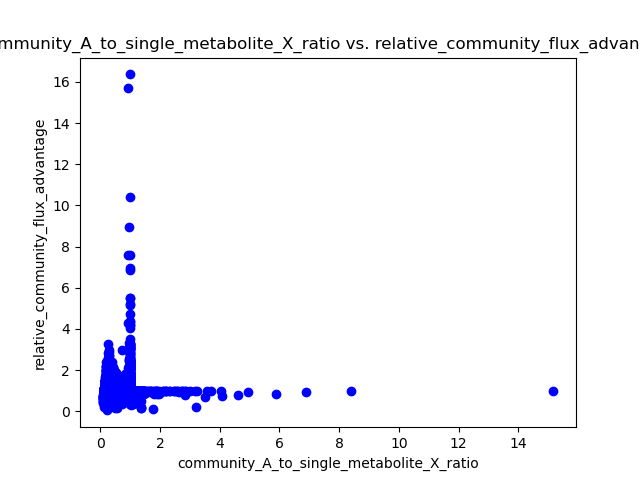 mmunity_A_to_single_metabolite_X_ratio vs. relative_community_flux_advan
16
14
12
10
8
6
4
2
0
relative_community_flux_advantage
0 2 4 6 8 10 12 14
community_A_to_single_metabolite_X_ratio